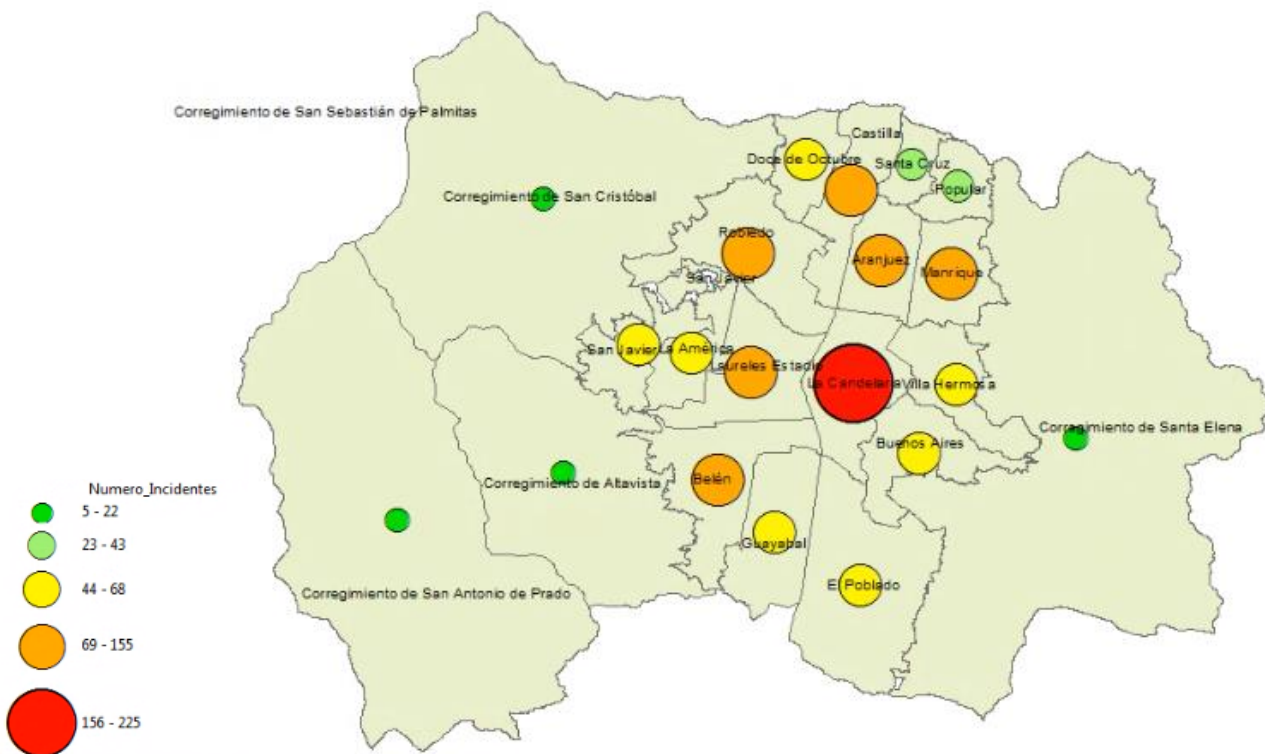 Corregimiento de San Sebastián de Palmitas
Castilla
Doce de Octubre
Santa Cruz
Popular
Corregimiento de San Cristóbal
Robledo
Aranjuez
Manrique
San Javier
San Javier
La América
Laureles Estadio
La Candelaria
Villa Hermosa
Corregimiento de Santa Elena
Buenos Aires
Belén
Corregimiento de Altavista
Guayabal
El Poblado
Corregimiento de San Antonio de Prado
Numero_Incidentes
5 - 22
23 - 43
44 - 68
69 - 155
156 - 225